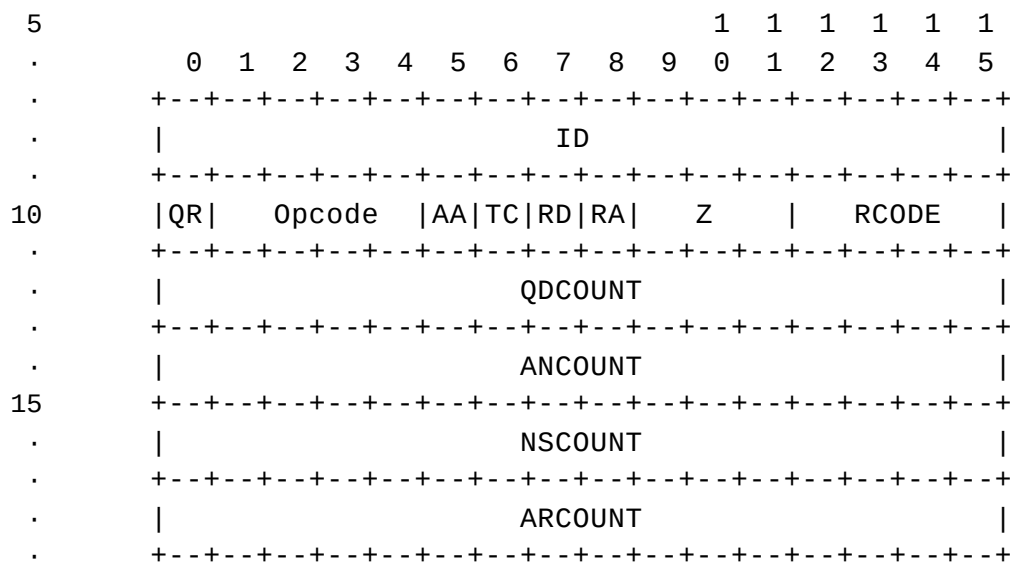 5                                       1  1  1  1  1  1
·         0  1  2  3  4  5  6  7  8  9  0  1  2  3  4  5
·       +--+--+--+--+--+--+--+--+--+--+--+--+--+--+--+--+
·       |                      ID                       |
·       +--+--+--+--+--+--+--+--+--+--+--+--+--+--+--+--+
10      |QR|   Opcode  |AA|TC|RD|RA|   Z    |   RCODE   |
·       +--+--+--+--+--+--+--+--+--+--+--+--+--+--+--+--+
·       |                    QDCOUNT                    |
·       +--+--+--+--+--+--+--+--+--+--+--+--+--+--+--+--+
·       |                    ANCOUNT                    |
15      +--+--+--+--+--+--+--+--+--+--+--+--+--+--+--+--+
·       |                    NSCOUNT                    |
·       +--+--+--+--+--+--+--+--+--+--+--+--+--+--+--+--+
·       |                    ARCOUNT                    |
·       +--+--+--+--+--+--+--+--+--+--+--+--+--+--+--+--+